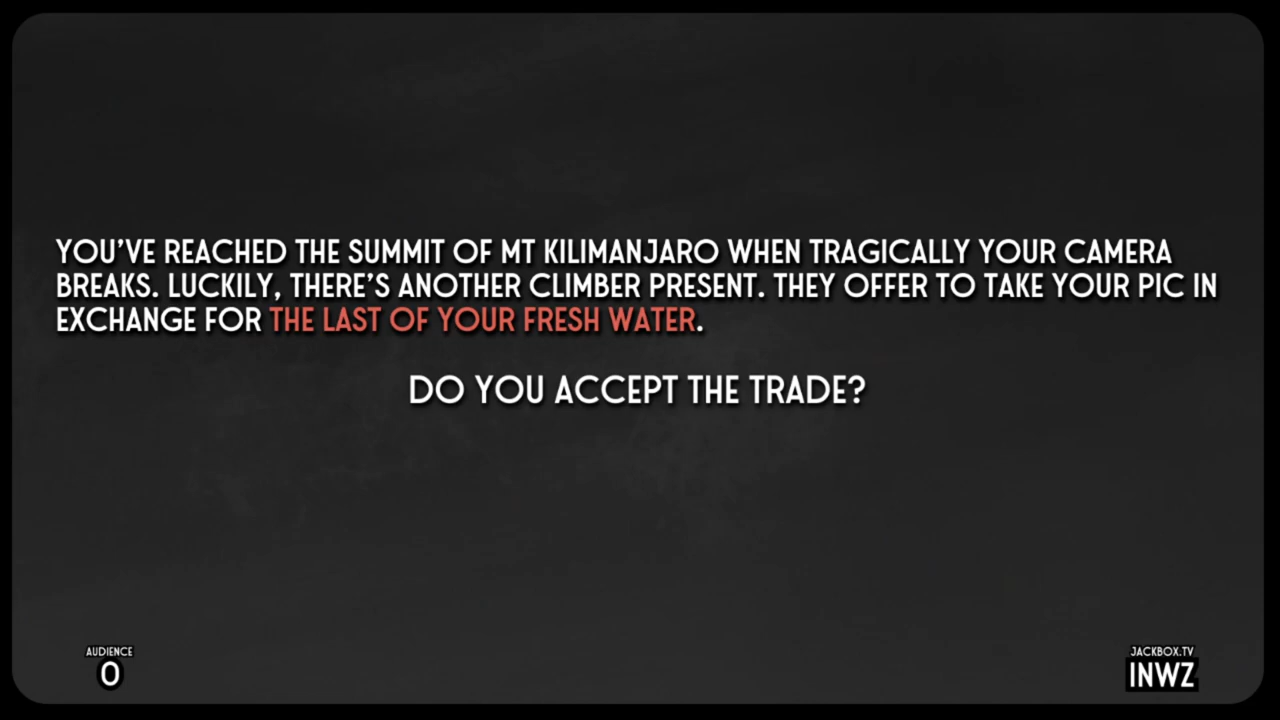 YOU'VE REACHED THE SUMMIT OF MT KILIMANJARO WHEN TRAGICALLY YOUR CAMERA
BREAKS. LUCKILY, THERE'S ANOTHER CLIMBER PRESENT. THEY OFFER TO TAKE YOUR PIC IN
EXCHANGE FOR THE LAST OF YOUR FRESH WATER.
DO YOU ACCEPT THE TRADE?
AUDIENCE
0
JACKBOX.TV
INWZ